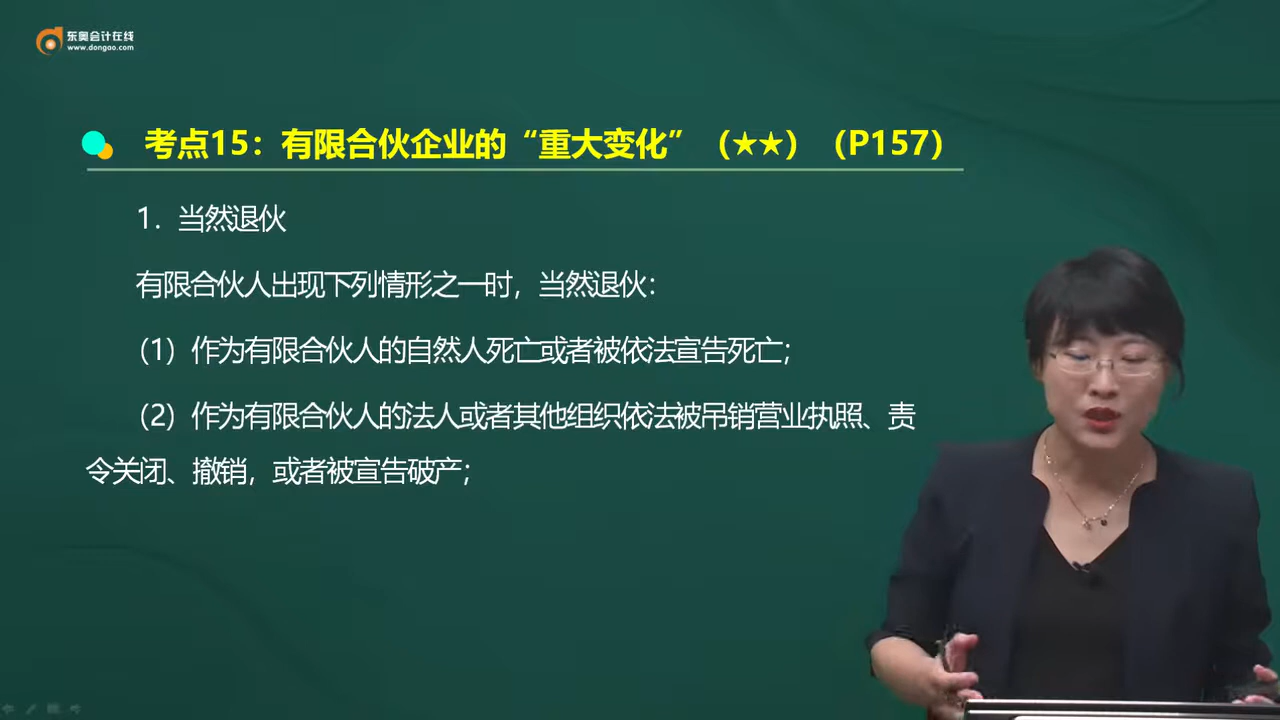 东奥会计在线
www.dongao.com
考点15：有限合伙企业的“重大变化”（★★）（P157）
1．当然退伙
有限合伙人出现下列情形之一时，当然退伙：
（1）作为有限合伙人的自然人死亡或者被依法宣告死亡；
（2）作为有限合伙人的法人或者其他组织依法被吊销营业执照、责
令关闭、撤销，或者被宣告破产；